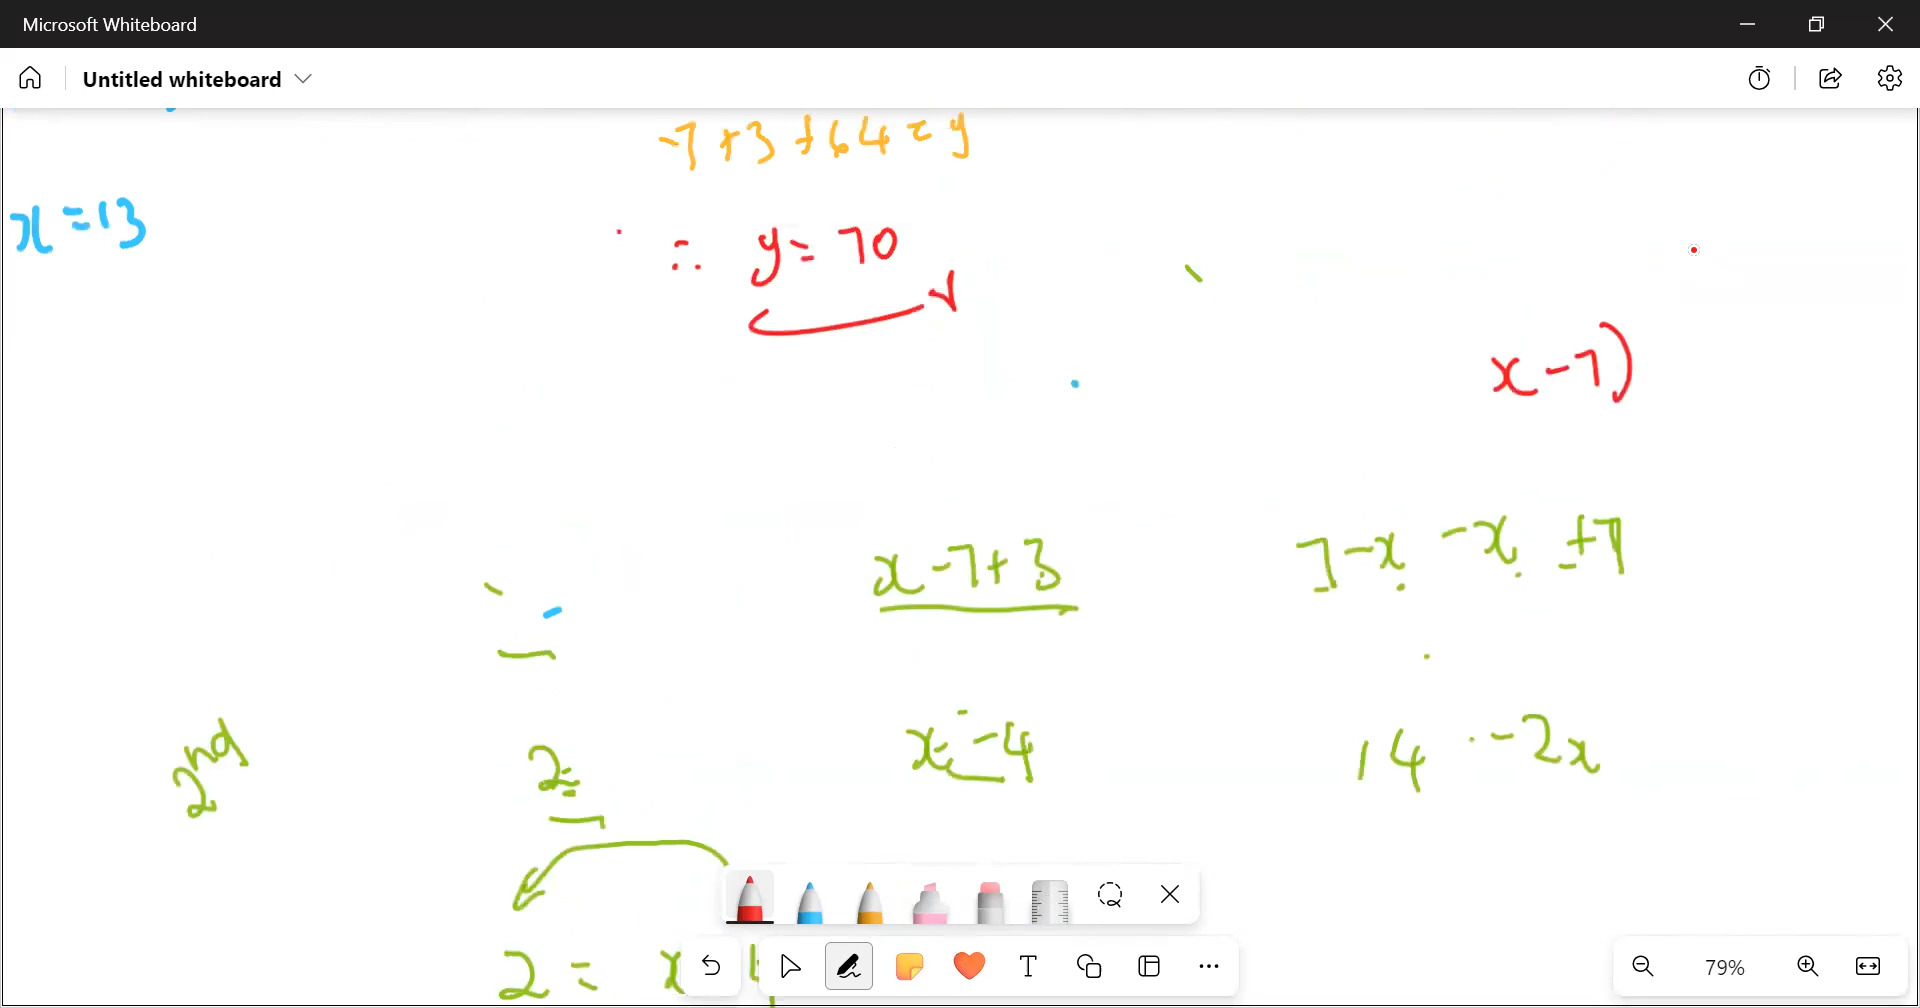 Microsoft Whiteboard
Untitled whiteboard
-7+3+64=y
x=13
∴ y=70
x-7)
x-7+3
7-x -x +7
2nd
2=
x-4
14 -2x
2= x
79%